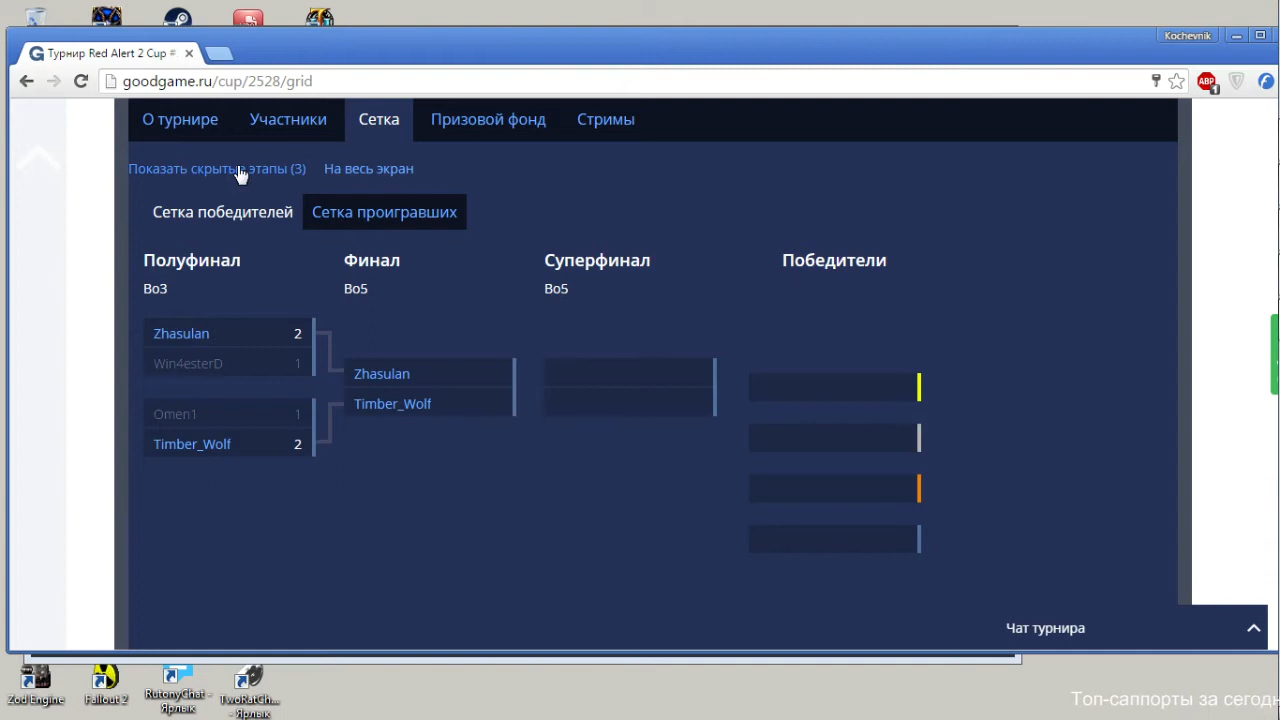 Kochevnik
Турнир Red Alert 2 Cup #
goodgame.ru/cup/2528/grid
ABP
1
О турнире Участники Сетка Призовой фонд Стримы
Показать скрытые этапы (3) На весь экран
Сетка победителей Сетка проигравших
Полуфинал Финал Суперфинал Победители
Bo3 Bo5 Bo5
Zhasulan 2
Win4esterD 1
Zhasulan
Timber_Wolf
Omen1 1
Timber_Wolf 2
Чат турнира
Zod Engine Fallout 2 RutonyChat - Ярлык TwoRatCh... - Ярлык
Топ-саппорты за сегодн